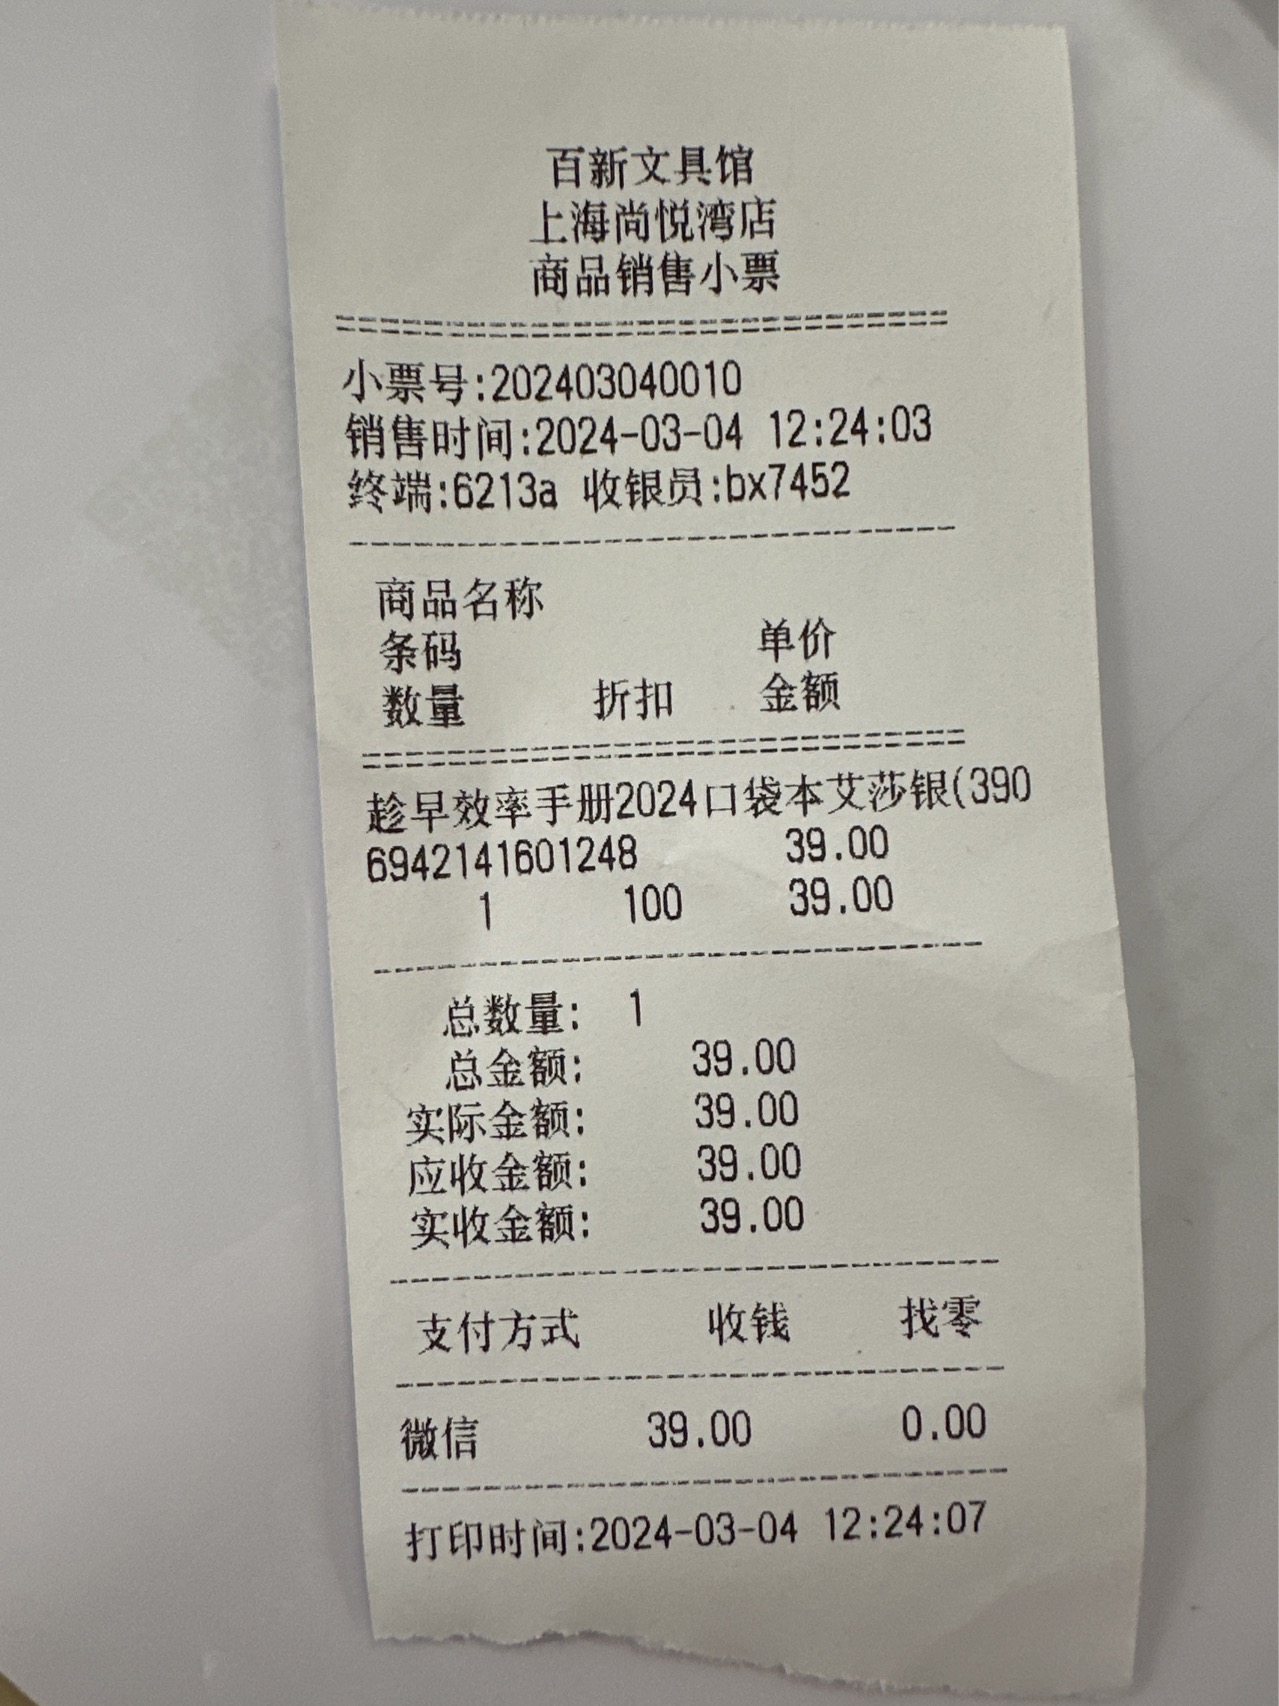 百新文具馆
上海尚悦湾店
商品销售小票
================================
小票号:202403040010
销售时间:2024-03-04 12:24:03
终端:6213a 收银员:bx7452
--------------------------------
商品名称
条码 单价
数量 折扣 金额
================================
趁早效率手册2024口袋本艾莎银(390
6942141601248 39.00
1 100 39.00
--------------------------------
总数量: 1
总金额: 39.00
实际金额: 39.00
应收金额: 39.00
实收金额: 39.00
--------------------------------
支付方式 收钱 找零
--------------------------------
微信 39.00 0.00
--------------------------------
打印时间:2024-03-04 12:24:07